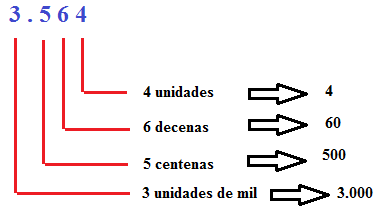 3.564
4 unidades 4
6 decenas 60
5 centenas 500
3 unidades de mil 3.000